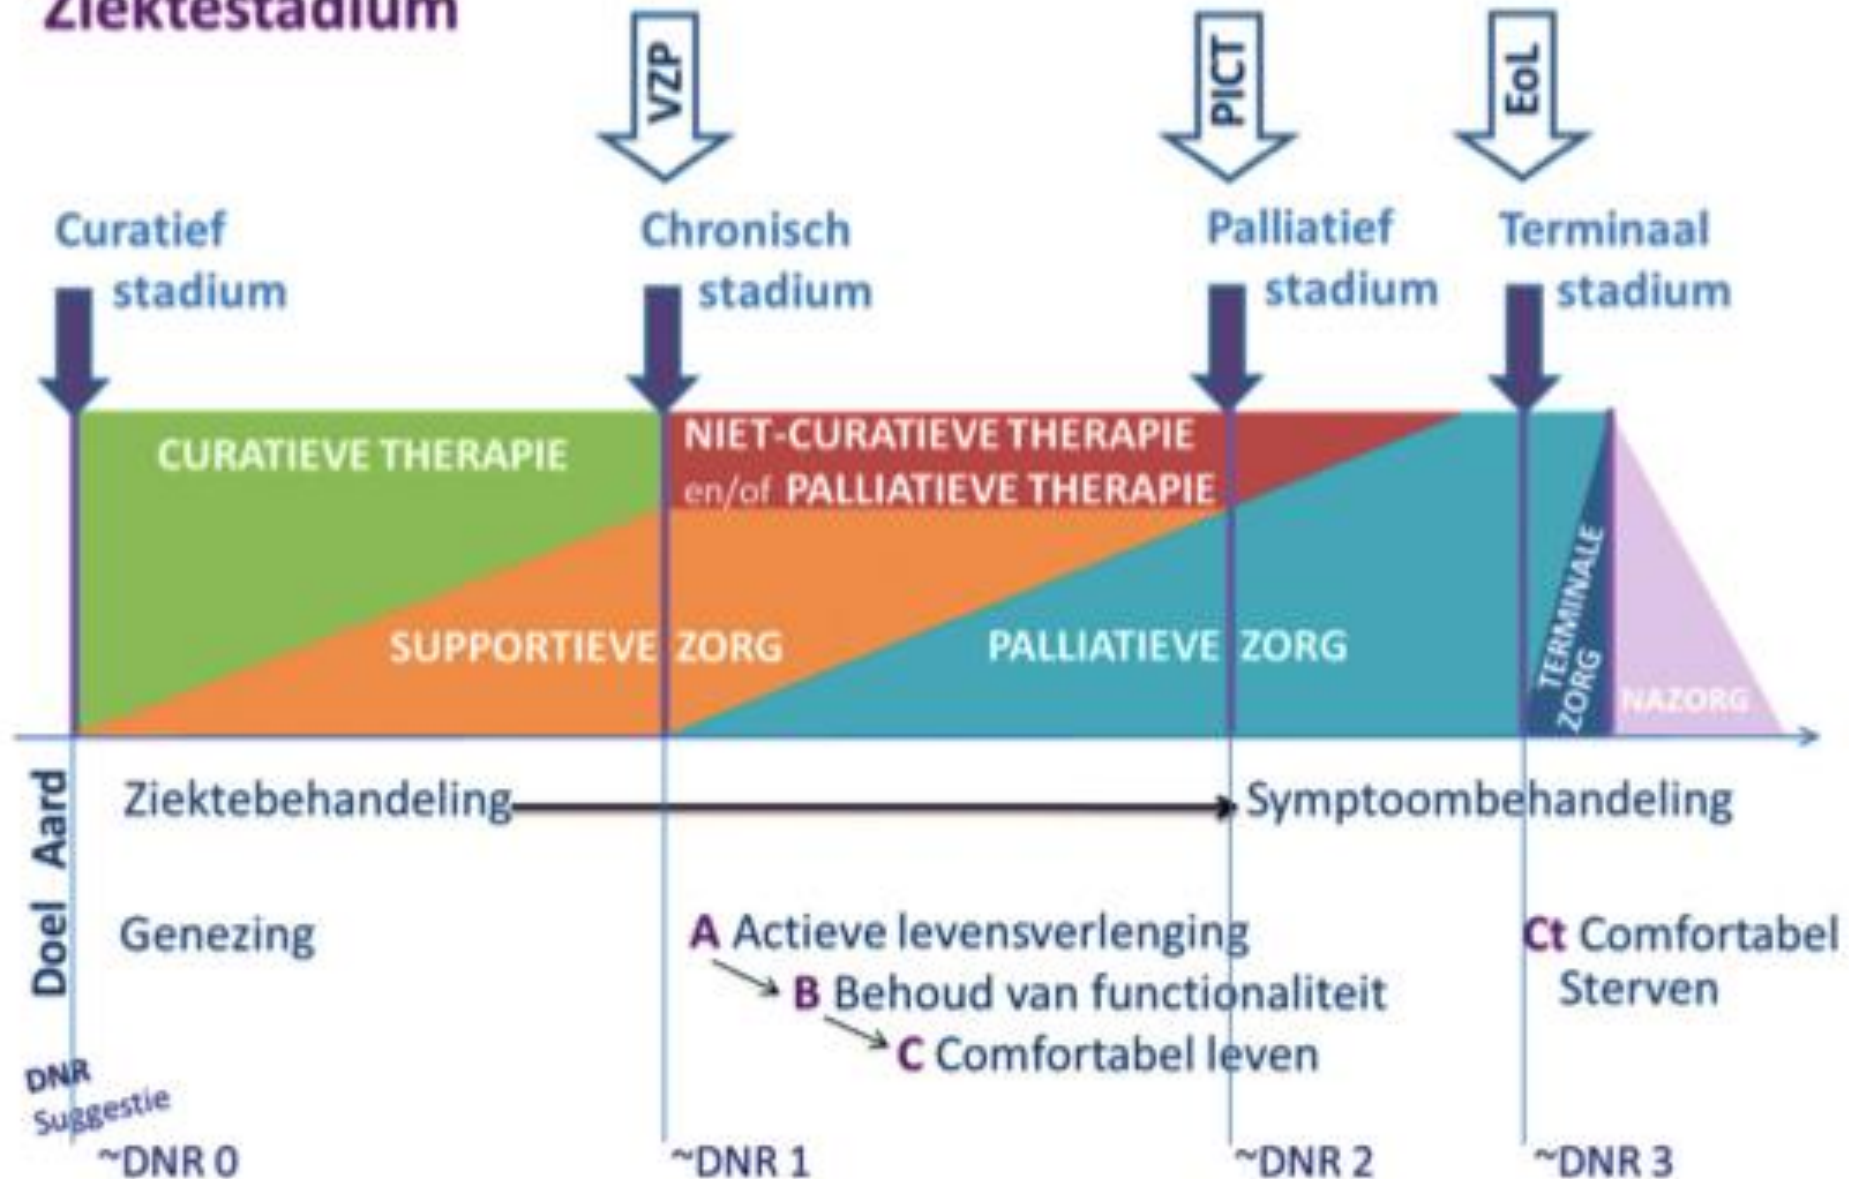 Ziektestadium
VZP
PICT
EoL
Curatief
stadium
Chronisch
stadium
Palliatief
stadium
Terminaal
stadium
CURATIEVE THERAPIE
NIET-CURATIEVE THERAPIE
en/of PALLIATIEVE THERAPIE
SUPPORTIEVE ZORG
PALLIATIEVE ZORG
TERMINALE
ZORG
NAZORG
Aard
Ziektebehandeling
Symptoombehandeling
Doel
Genezing
A Actieve levensverlenging
B Behoud van functionaliteit
C Comfortabel leven
Ct Comfortabel
Sterven
DNR
Suggestie
~DNR 0
~DNR 1
~DNR 2
~DNR 3